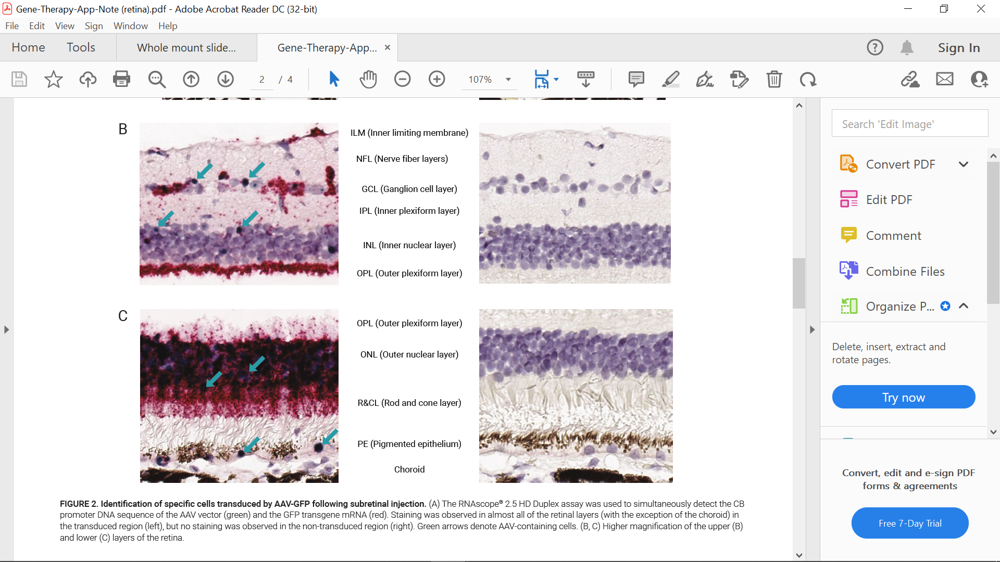 Gene-Therapy-App-Note (retina).pdf - Adobe Acrobat Reader DC (32-bit)
File Edit View Sign Window Help
Home Tools Whole mount slide... Gene-Therapy-App... × Sign In
2 / 4 107%
B
ILM (Inner limiting membrane)
NFL (Nerve fiber layers)
GCL (Ganglion cell layer)
IPL (Inner plexiform layer)
INL (Inner nuclear layer)
OPL (Outer plexiform layer)
C
OPL (Outer plexiform layer)
ONL (Outer nuclear layer)
R&CL (Rod and cone layer)
PE (Pigmented epithelium)
Choroid
FIGURE 2. Identification of specific cells transduced by AAV-GFP following subretinal injection. (A) The RNAscope® 2.5 HD Duplex assay was used to simultaneously detect the CB
promoter DNA sequence of the AAV vector (green) and the GFP transgene mRNA (red). Staining was observed in almost all of the retinal layers (with the exception of the choroid) in
the transduced region (left), but no staining was observed in the non-transduced region (right). Green arrows denote AAV-containing cells. (B, C) Higher magnification of the upper (B)
and lower (C) layers of the retina.
Search 'Edit Image'
Convert PDF
Edit PDF
Comment
Combine Files
Organize P...
Delete, insert, extract and
rotate pages.
Try now
Convert, edit and e-sign PDF
forms & agreements
Free 7-Day Trial